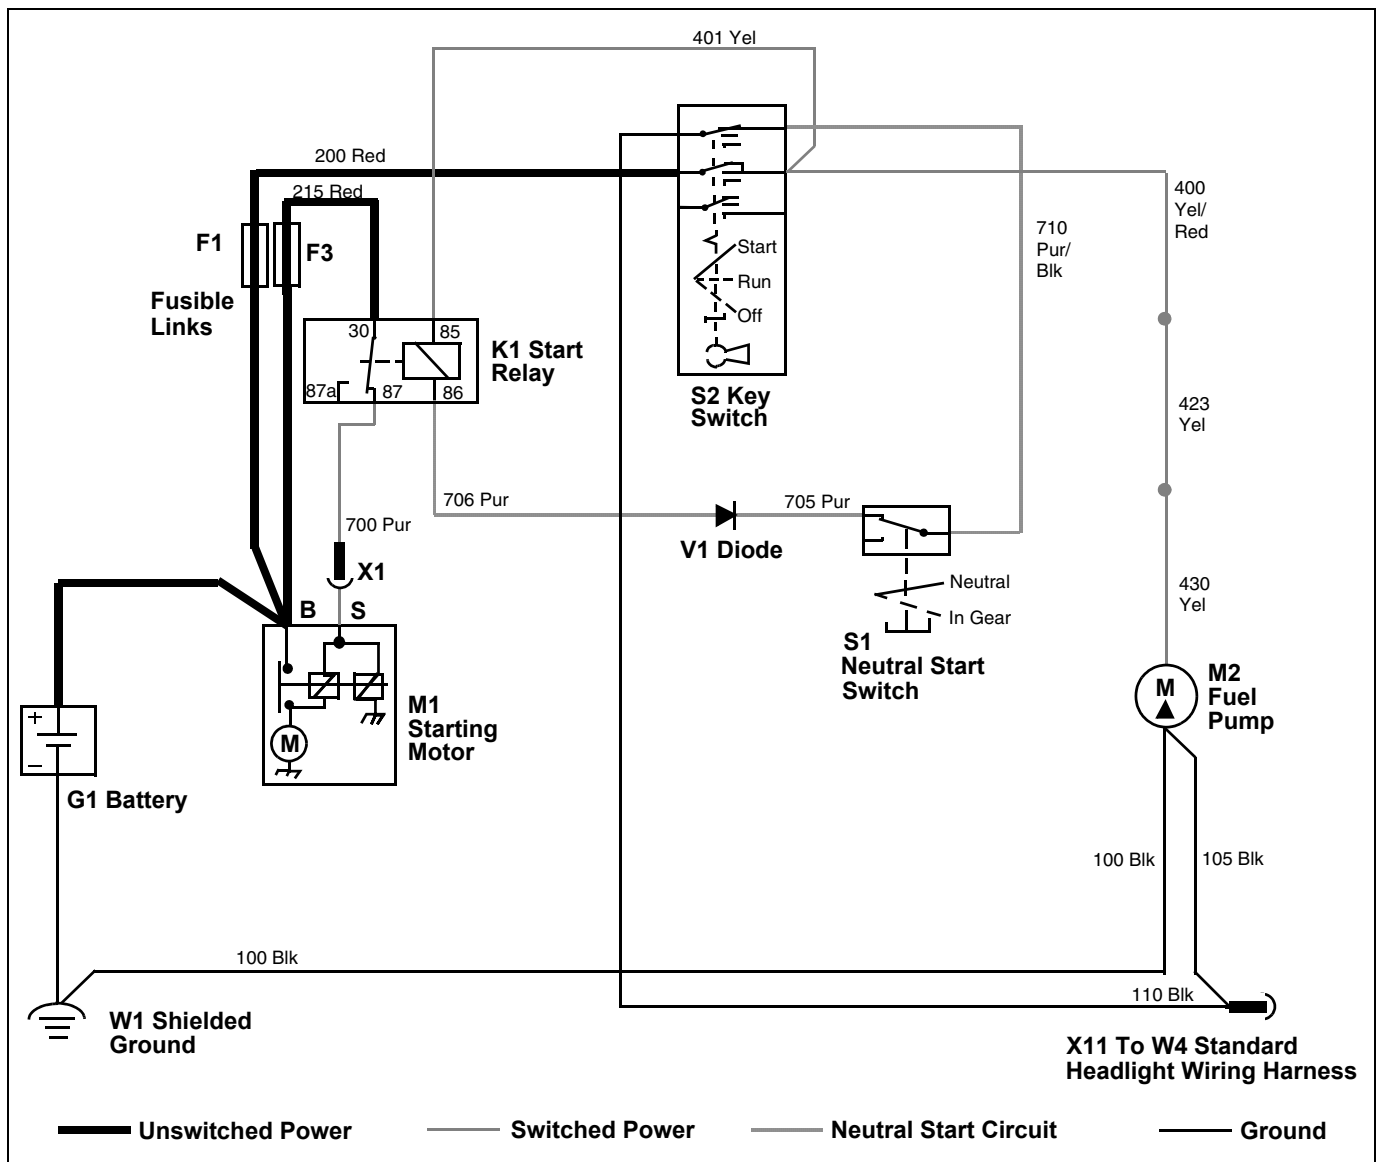 401 Yel
200 Red
215 Red
400
Yel/
Red
710
Pur/
Blk
F1
F3
Fusible
Links
Start
Run
Off
30
85
87a
87
86
K1 Start
Relay
S2 Key
Switch
423
Yel
706 Pur
705 Pur
700 Pur
V1 Diode
X1
Neutral
In Gear
430
Yel
B
S
S1
Neutral Start
Switch
M
M2
Fuel
Pump
+
–
M
M1
Starting
Motor
G1 Battery
100 Blk
105 Blk
100 Blk
110 Blk
W1 Shielded
Ground
X11 To W4 Standard
Headlight Wiring Harness
Unswitched Power
Switched Power
Neutral Start Circuit
Ground